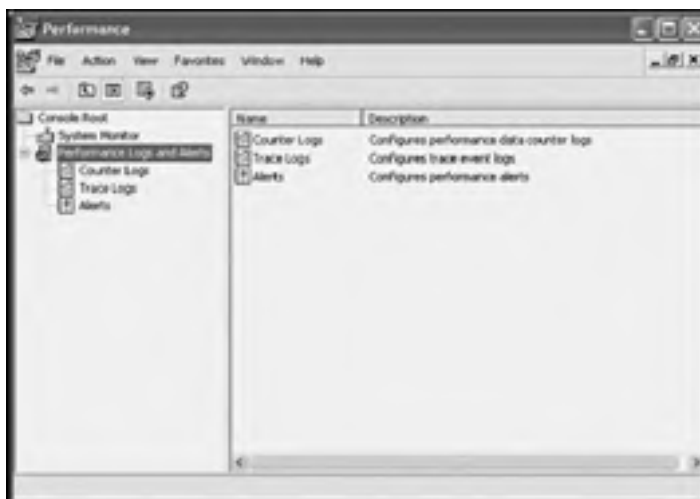 Performance
File Action View Favorites Window Help
Console Root
System Monitor
Performance Logs and Alerts
Counter Logs
Trace Logs
Alerts
Name Description
Counter Logs Configures performance data counter logs
Trace Logs Configures trace event logs
Alerts Configures performance alerts